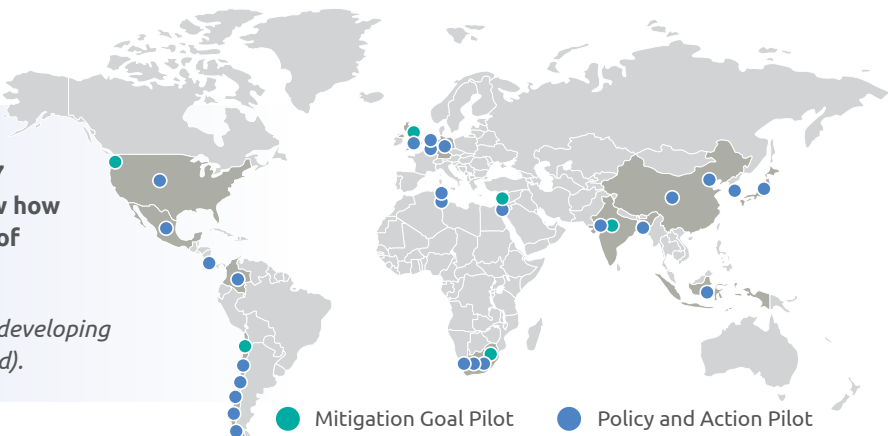 w how
of
developing
d).
Mitigation Goal Pilot
Policy and Action Pilot